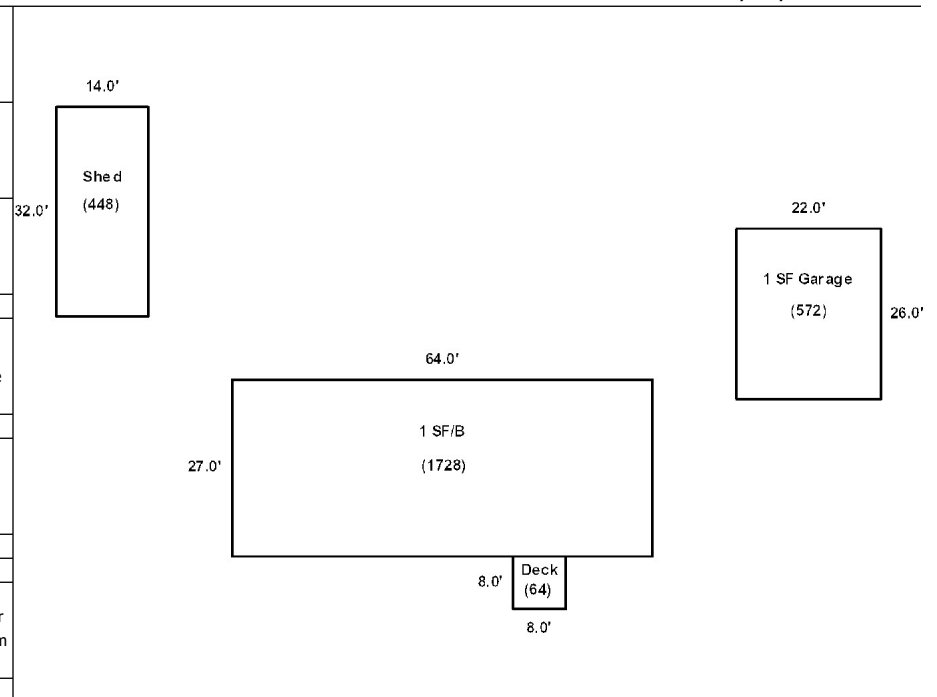 14.0'
Shed
(448)
32.0'
22.0'
1 SF Garage
(572)
26.0'
64.0'
1 SF/B
(1728)
27.0'
Deck
(64)
8.0'
8.0'
r
m